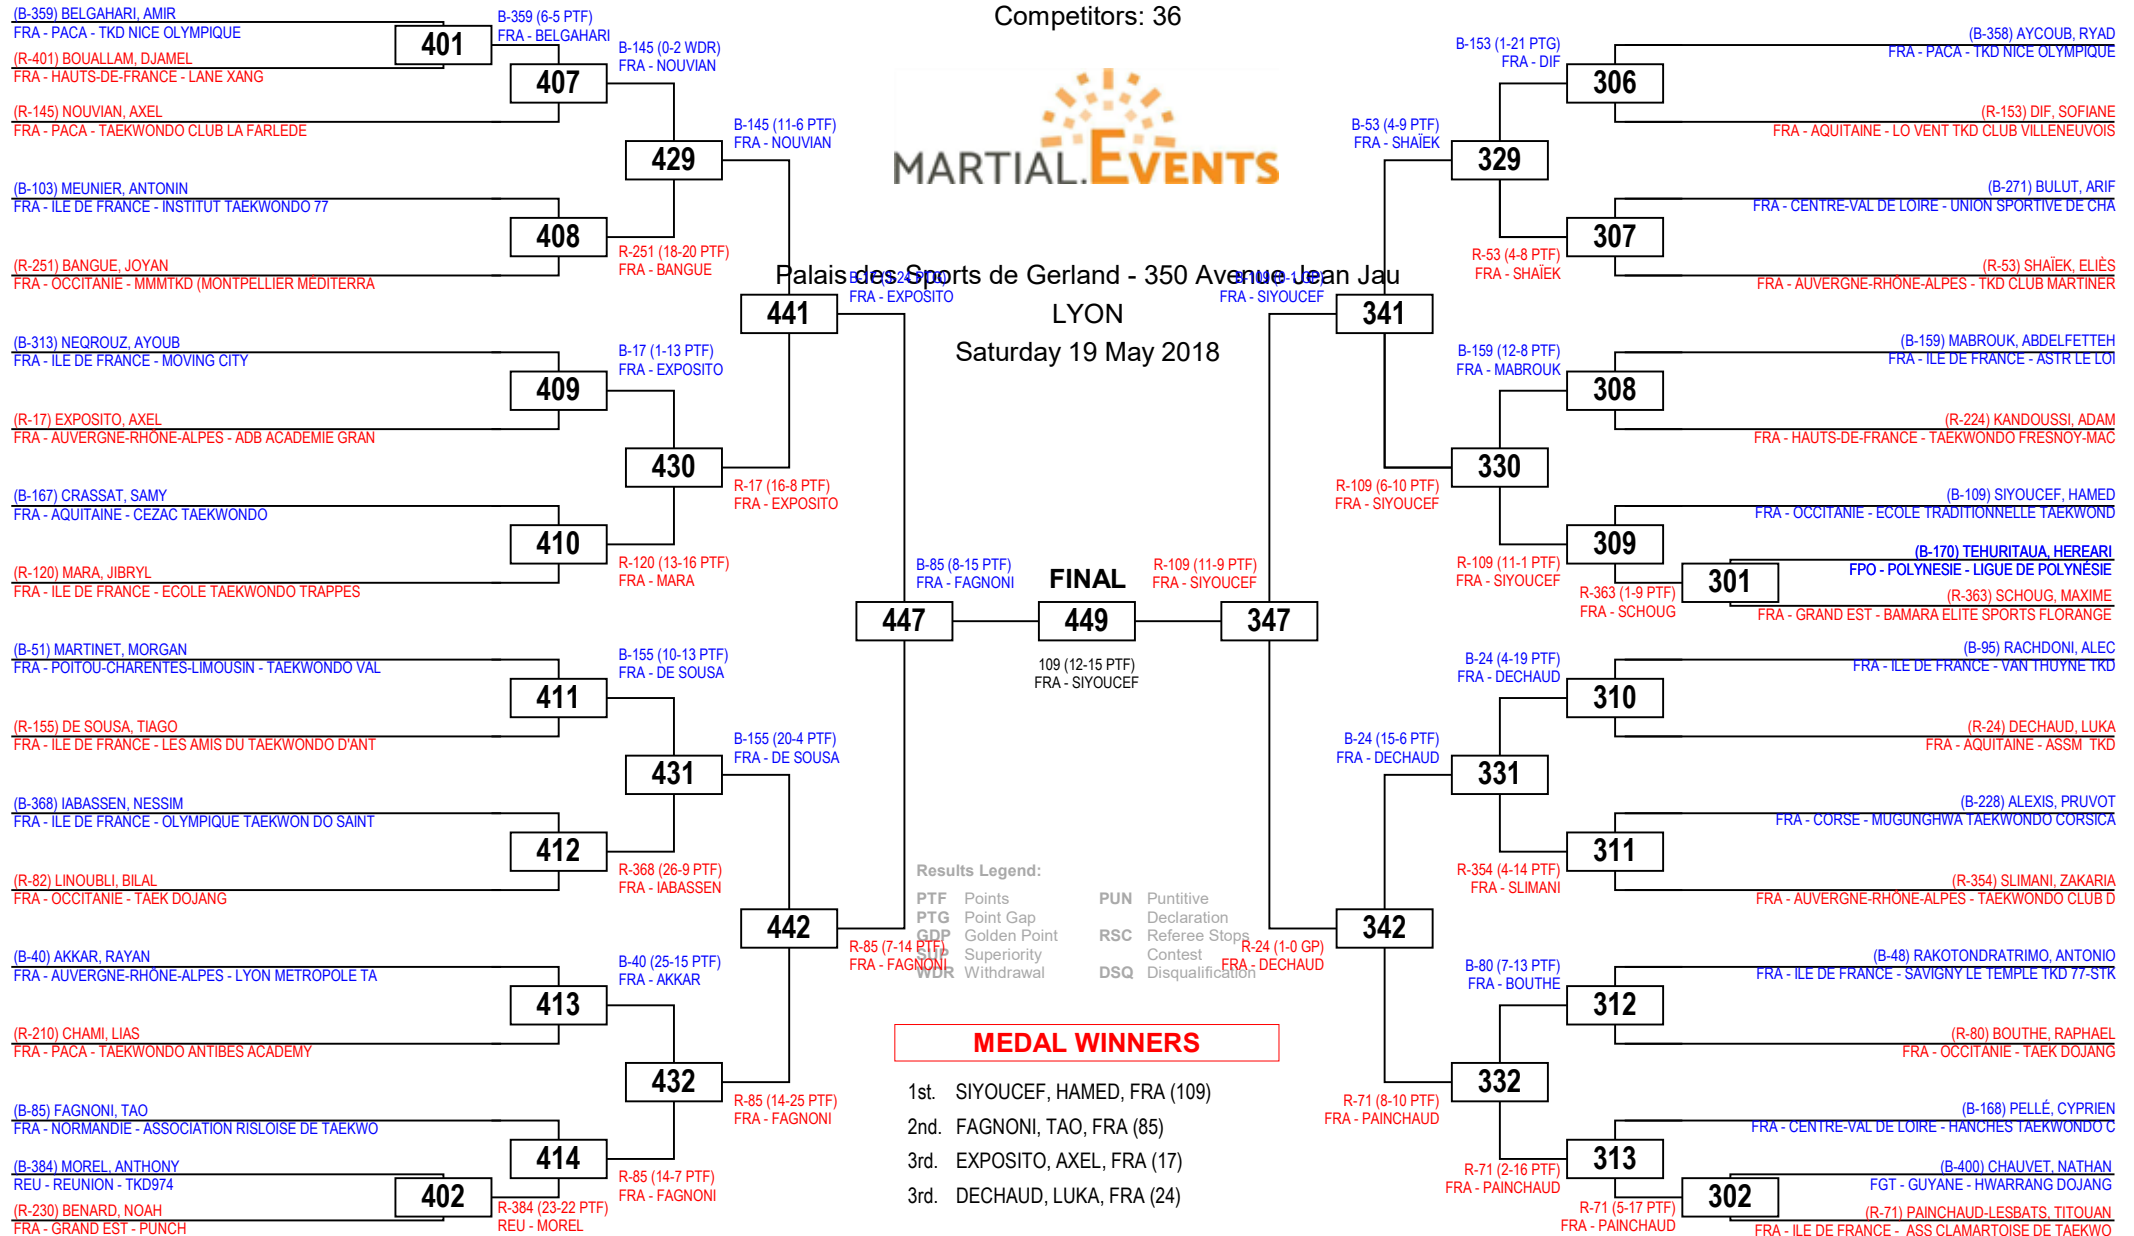 Competitors: 36
MARTIAL.EVENTS
Palais des Sports de Gerland - 350 Avenue Jean Jau
LYON
Saturday 19 May 2018
(B-359) BELGAHARI, AMIR
FRA - PACA - TKD NICE OLYMPIQUE
401
(R-401) BOUALLAM, DJAMEL
FRA - HAUTS-DE-FRANCE - LANE XANG
B-359 (6-5 PTF)
FRA - BELGAHARI
407
(R-145) NOUVIAN, AXEL
FRA - PACA - TAEKWONDO CLUB LA FARLEDE
B-145 (0-2 WDR)
FRA - NOUVIAN
429
B-145 (11-6 PTF)
FRA - NOUVIAN
(B-103) MEUNIER, ANTONIN
FRA - ILE DE FRANCE - INSTITUT TAEKWONDO 77
408
(R-251) BANGUE, JOYAN
FRA - OCCITANIE - MMMTKD (MONTPELLIER MÉDITERRA
R-251 (18-20 PTF)
FRA - BANGUE
441
B-17 (3-24 PTG)
FRA - EXPOSITO
(B-313) NEQROUZ, AYOUB
FRA - ILE DE FRANCE - MOVING CITY
409
(R-17) EXPOSITO, AXEL
FRA - AUVERGNE-RHÔNE-ALPES - ADB ACADEMIE GRAN
B-17 (1-13 PTF)
FRA - EXPOSITO
430
R-17 (16-8 PTF)
FRA - EXPOSITO
(B-167) CRASSAT, SAMY
FRA - AQUITAINE - CEZAC TAEKWONDO
410
(R-120) MARA, JIBRYL
FRA - ILE DE FRANCE - ECOLE TAEKWONDO TRAPPES
R-120 (13-16 PTF)
FRA - MARA
447
B-85 (8-15 PTF)
FRA - FAGNONI
(B-51) MARTINET, MORGAN
FRA - POITOU-CHARENTES-LIMOUSIN - TAEKWONDO VAL
411
(R-155) DE SOUSA, TIAGO
FRA - ILE DE FRANCE - LES AMIS DU TAEKWONDO D'ANT
B-155 (10-13 PTF)
FRA - DE SOUSA
431
B-155 (20-4 PTF)
FRA - DE SOUSA
(B-368) IABASSEN, NESSIM
FRA - ILE DE FRANCE - OLYMPIQUE TAEKWON DO SAINT
412
(R-82) LINOUBLI, BILAL
FRA - OCCITANIE - TAEK DOJANG
R-368 (26-9 PTF)
FRA - IABASSEN
442
R-85 (7-14 PTF)
FRA - FAGNONI
(B-40) AKKAR, RAYAN
FRA - AUVERGNE-RHÔNE-ALPES - LYON METROPOLE TA
413
(R-210) CHAMI, LIAS
FRA - PACA - TAEKWONDO ANTIBES ACADEMY
B-40 (25-15 PTF)
FRA - AKKAR
432
R-85 (14-25 PTF)
FRA - FAGNONI
(B-85) FAGNONI, TAO
FRA - NORMANDIE - ASSOCIATION RISLOISE DE TAEKWO
414
R-85 (14-7 PTF)
FRA - FAGNONI
(B-384) MOREL, ANTHONY
REU - REUNION - TKD974
402
(R-230) BENARD, NOAH
FRA - GRAND EST - PUNCH
R-384 (23-22 PTF)
REU - MOREL
FINAL
449
109 (12-15 PTF)
FRA - SIYOUCEF
(B-358) AYCOUB, RYAD
FRA - PACA - TKD NICE OLYMPIQUE
306
(R-153) DIF, SOFIANE
FRA - AQUITAINE - LO VENT TKD CLUB VILLENEUVOIS
B-153 (1-21 PTG)
FRA - DIF
329
B-53 (4-9 PTF)
FRA - SHAÏEK
(B-271) BULUT, ARIF
FRA - CENTRE-VAL DE LOIRE - UNION SPORTIVE DE CHA
307
(R-53) SHAÏEK, ELIÈS
FRA - AUVERGNE-RHÔNE-ALPES - TKD CLUB MARTINER
R-53 (4-8 PTF)
FRA - SHAÏEK
341
B-109 (0-1 GP)
FRA - SIYOUCEF
(B-159) MABROUK, ABDELFETTEH
FRA - ILE DE FRANCE - ASTR LE LOI
308
(R-224) KANDOUSSI, ADAM
FRA - HAUTS-DE-FRANCE - TAEKWONDO FRESNOY-MAC
B-159 (12-8 PTF)
FRA - MABROUK
330
R-109 (6-10 PTF)
FRA - SIYOUCEF
(B-109) SIYOUCEF, HAMED
FRA - OCCITANIE - ECOLE TRADITIONNELLE TAEKWOND
309
R-109 (11-1 PTF)
FRA - SIYOUCEF
(B-170) TEHURITAUA, HEREARI
FPO - POLYNESIE - LIGUE DE POLYNÉSIE
301
(R-363) SCHOUG, MAXIME
FRA - GRAND EST - BAMARA ELITE SPORTS FLORANGE
R-363 (1-9 PTF)
FRA - SCHOUG
347
R-109 (11-9 PTF)
FRA - SIYOUCEF
(B-95) RACHDONI, ALEC
FRA - ILE DE FRANCE - VAN THUYNE TKD
310
(R-24) DECHAUD, LUKA
FRA - AQUITAINE - ASSM TKD
B-24 (4-19 PTF)
FRA - DECHAUD
331
B-24 (15-6 PTF)
FRA - DECHAUD
(B-228) ALEXIS, PRUVOT
FRA - CORSE - MUGUNGHWA TAEKWONDO CORSICA
311
(R-354) SLIMANI, ZAKARIA
FRA - AUVERGNE-RHÔNE-ALPES - TAEKWONDO CLUB D
R-354 (4-14 PTF)
FRA - SLIMANI
342
R-24 (1-0 GP)
FRA - DECHAUD
(B-48) RAKOTONDRATRIMO, ANTONIO
FRA - ILE DE FRANCE - SAVIGNY LE TEMPLE TKD 77-STK
312
(R-80) BOUTHE, RAPHAEL
FRA - OCCITANIE - TAEK DOJANG
B-80 (7-13 PTF)
FRA - BOUTHE
332
R-71 (8-10 PTF)
FRA - PAINCHAUD
(B-168) PELLÉ, CYPRIEN
FRA - CENTRE-VAL DE LOIRE - HANCHES TAEKWONDO C
313
R-71 (2-16 PTF)
FRA - PAINCHAUD
(B-400) CHAUVET, NATHAN
FGT - GUYANE - HWARRANG DOJANG
302
(R-71) PAINCHAUD-LESBATS, TITOUAN
FRA - ILE DE FRANCE - ASS CLAMARTOISE DE TAEKWO
R-71 (5-17 PTF)
FRA - PAINCHAUD
Results Legend:
PTF Points
PTG Point Gap
GDP Golden Point
SUP Superiority
WDR Withdrawal
PUN Puntitive
Declaration
RSC Referee Stops
Contest
DSQ Disqualification
MEDAL WINNERS
1st. SIYOUCEF, HAMED, FRA (109)
2nd. FAGNONI, TAO, FRA (85)
3rd. EXPOSITO, AXEL, FRA (17)
3rd. DECHAUD, LUKA, FRA (24)